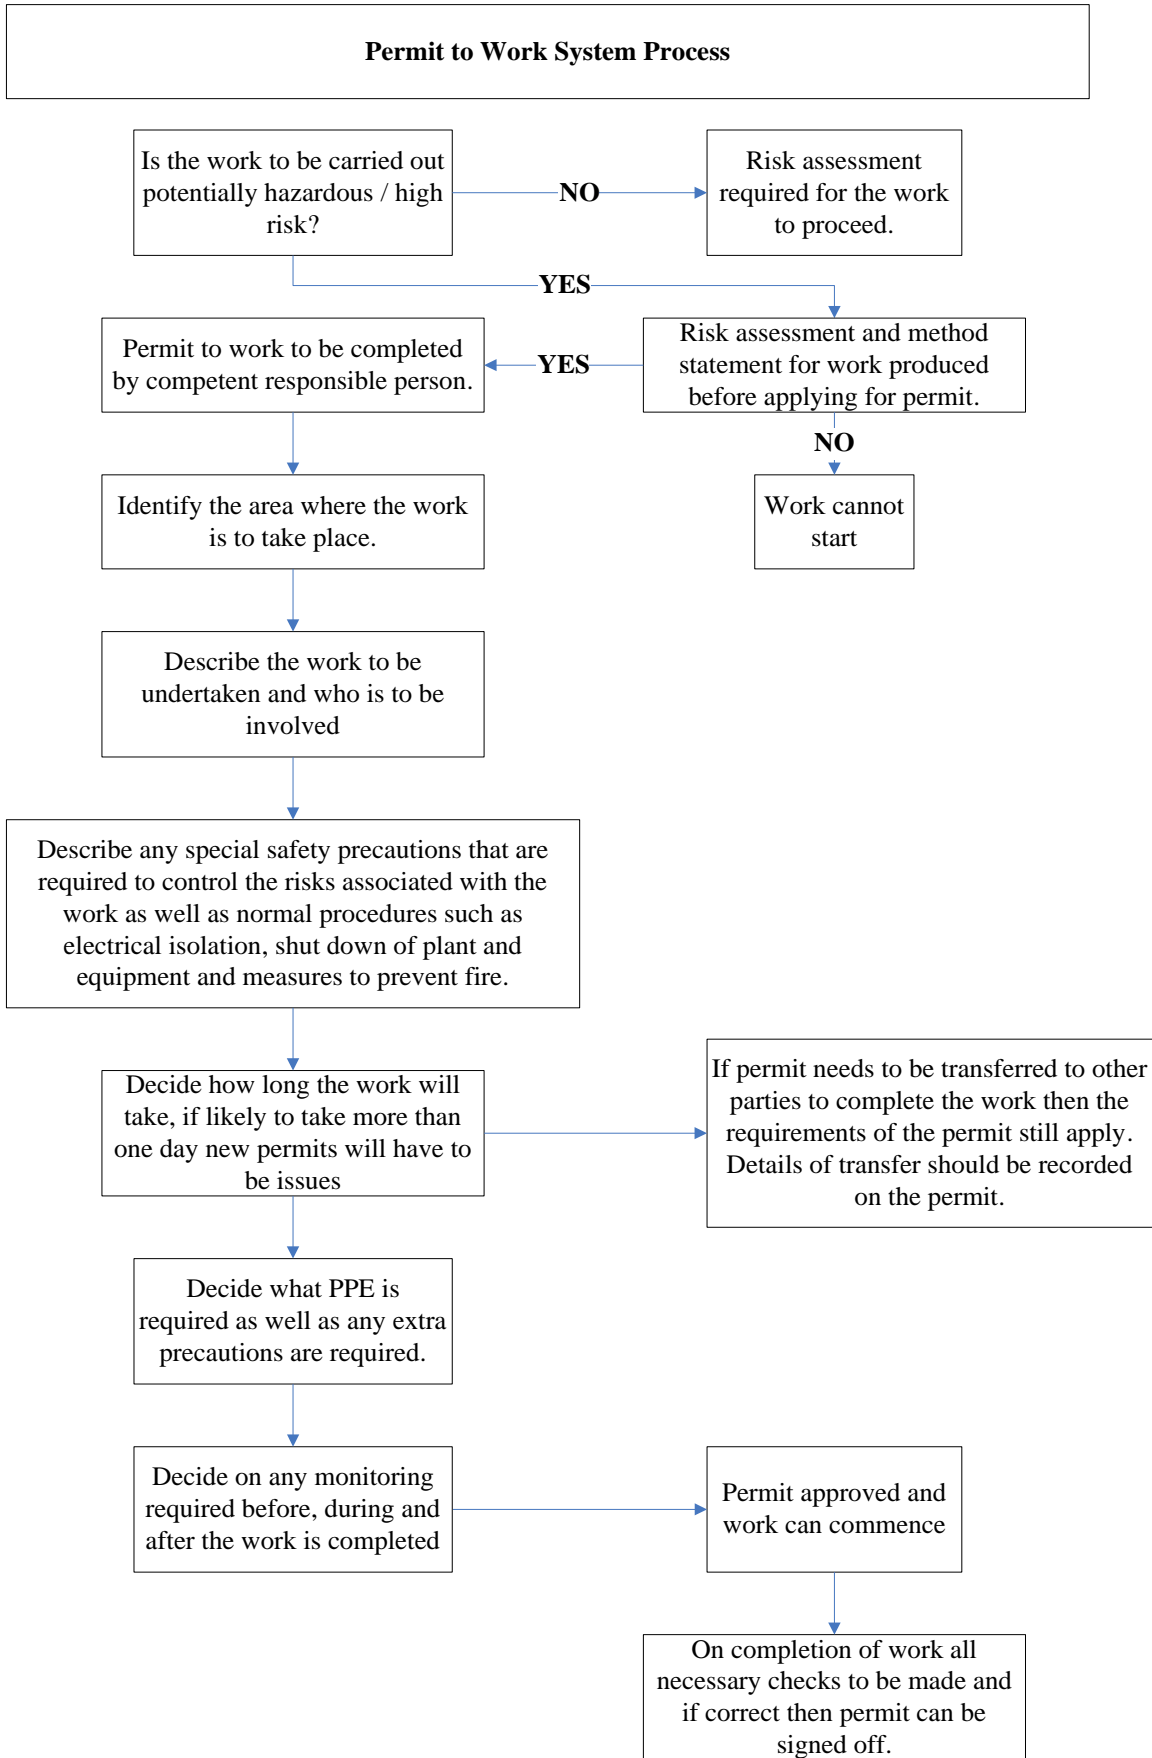 Permit to Work System Process
Is the work to be carried out
potentially hazardous / high
risk?
NO
Risk assessment
required for the work
to proceed.
YES
Permit to work to be completed
by competent responsible person.
YES
Risk assessment and method
statement for work produced
before applying for permit.
NO
Identify the area where the work
is to take place.
Work cannot
start
Describe the work to be
undertaken and who is to be
involved
Describe any special safety precautions that are
required to control the risks associated with the
work as well as normal procedures such as
electrical isolation, shut down of plant and
equipment and measures to prevent fire.
Decide how long the work will
take, if likely to take more than
one day new permits will have to
be issues
If permit needs to be transferred to other
parties to complete the work then the
requirements of the permit still apply.
Details of transfer should be recorded
on the permit.
Decide what PPE is
required as well as any extra
precautions are required.
Decide on any monitoring
required before, during and
after the work is completed
Permit approved and
work can commence
On completion of work all
necessary checks to be made and
if correct then permit can be
signed off.